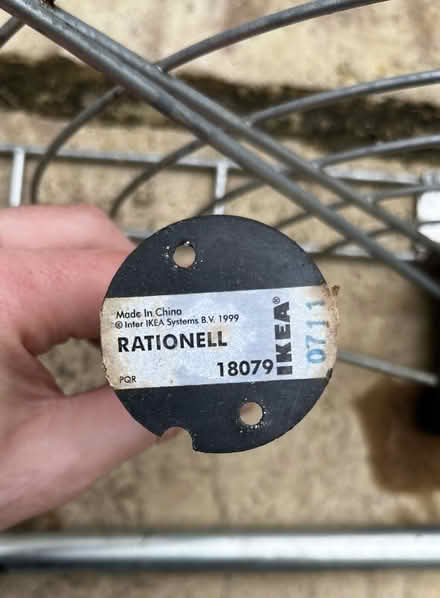 Made In China
© Inter IKEA Systems B.V. 1999
RATIONELL
18079
PQR
IKEA®
0711